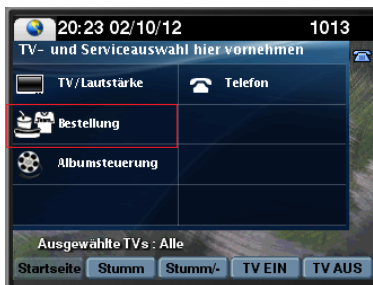 20:23 02/10/12 1013
TV- und Serviceauswahl hier vornehmen
TV/Lautstärke Telefon
Bestellung
Albumsteuerung
Ausgewählte TVs : Alle
Startseite Stumm Stumm/- TV EIN TV AUS